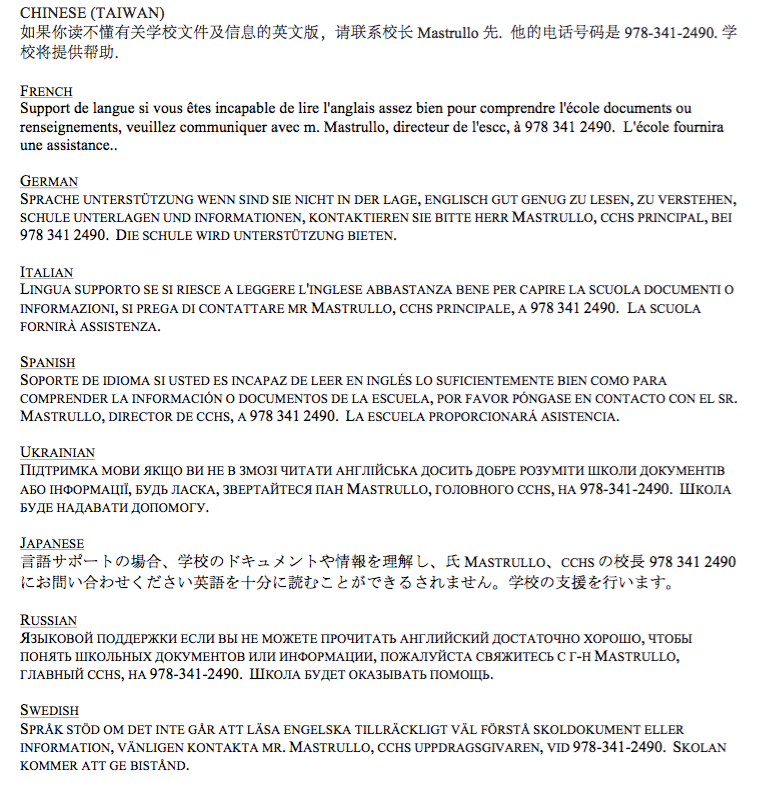 CHINESE (TAIWAN)
如果你读不懂有关学校文件及信息的英文版，请联系校长 Mastrullo 先. 他的电话号码是 978-341-2490. 学
校将提供帮助.
FRENCH
Support de langue si vous êtes incapable de lire l'anglais assez bien pour comprendre l'école documents ou
renseignements, veuillez communiquer avec m. Mastrullo, directeur de l'escc, à 978 341 2490. L'école fournira
une assistance..
GERMAN
SPRACHE UNTERSTÜTZUNG WENN SIND SIE NICHT IN DER LAGE, ENGLISCH GUT GENUG ZU LESEN, ZU VERSTEHEN,
SCHULE UNTERLAGEN UND INFORMATIONEN, KONTAKTIEREN SIE BITTE HERR MASTRULLO, CCHS PRINCIPAL, BEI
978 341 2490. DIE SCHULE WIRD UNTERSTÜTZUNG BIETEN.
ITALIAN
LINGUA SUPPORTO SE SI RIESCE A LEGGERE L'INGLESE ABBASTANZA BENE PER CAPIRE LA SCUOLA DOCUMENTI O
INFORMAZIONI, SI PREGA DI CONTATTARE MR MASTRULLO, CCHS PRINCIPALE, A 978 341 2490. LA SCUOLA
FORNIRÀ ASSISTENZA.
SPANISH
SOPORTE DE IDIOMA SI USTED ES INCAPAZ DE LEER EN INGLÉS LO SUFICIENTEMENTE BIEN COMO PARA
COMPRENDER LA INFORMACIÓN O DOCUMENTOS DE LA ESCUELA, POR FAVOR PÓNGASE EN CONTACTO CON EL SR.
MASTRULLO, DIRECTOR DE CCHS, A 978 341 2490. LA ESCUELA PROPORCIONARÁ ASISTENCIA.
UKRAINIAN
ПІДТРИМКА МОВИ ЯКЩО ВИ НЕ В ЗМОЗІ ЧИТАТИ АНГЛІЙСЬКА ДОСИТЬ ДОБРЕ РОЗУМІТИ ШКОЛИ ДОКУМЕНТІВ
АБО ІНФОРМАЦІЇ, БУДЬ ЛАСКА, ЗВЕРТАЙТЕСЯ ПАН MASTRULLO, ГОЛОВНОГО CCHS, НА 978-341-2490. ШКОЛА
БУДЕ НАДАВАТИ ДОПОМОГУ.
JAPANESE
言語サポートの場合、学校のドキュメントや情報を理解し、氏 MASTRULLO、CCHS の校長 978 341 2490
にお問い合わせください英語を十分に読むことができるされません。学校の支援を行います。
RUSSIAN
ЯЗЫКОВОЙ ПОДДЕРЖКИ ЕСЛИ ВЫ НЕ МОЖЕТЕ ПРОЧИТАТЬ АНГЛИЙСКИЙ ДОСТАТОЧНО ХОРОШО, ЧТОБЫ
ПОНЯТЬ ШКОЛЬНЫХ ДОКУМЕНТОВ ИЛИ ИНФОРМАЦИИ, ПОЖАЛУЙСТА СВЯЖИТЕСЬ С Г-Н MASTRULLO,
ГЛАВНЫЙ CCHS, НА 978-341-2490. ШКОЛА БУДЕТ ОКАЗЫВАТЬ ПОМОЩЬ.
SWEDISH
SPRÅK STÖD OM DET INTE GÅR ATT LÄSA ENGELSKA TILLRÄCKLIGT VÄL FÖRSTÅ SKOLDOKUMENT ELLER
INFORMATION, VÄNLIGEN KONTAKTA MR. MASTRULLO, CCHS UPPDRAGSGIVAREN, VID 978-341-2490. SKOLAN
KOMMER ATT GE BISTÅND.